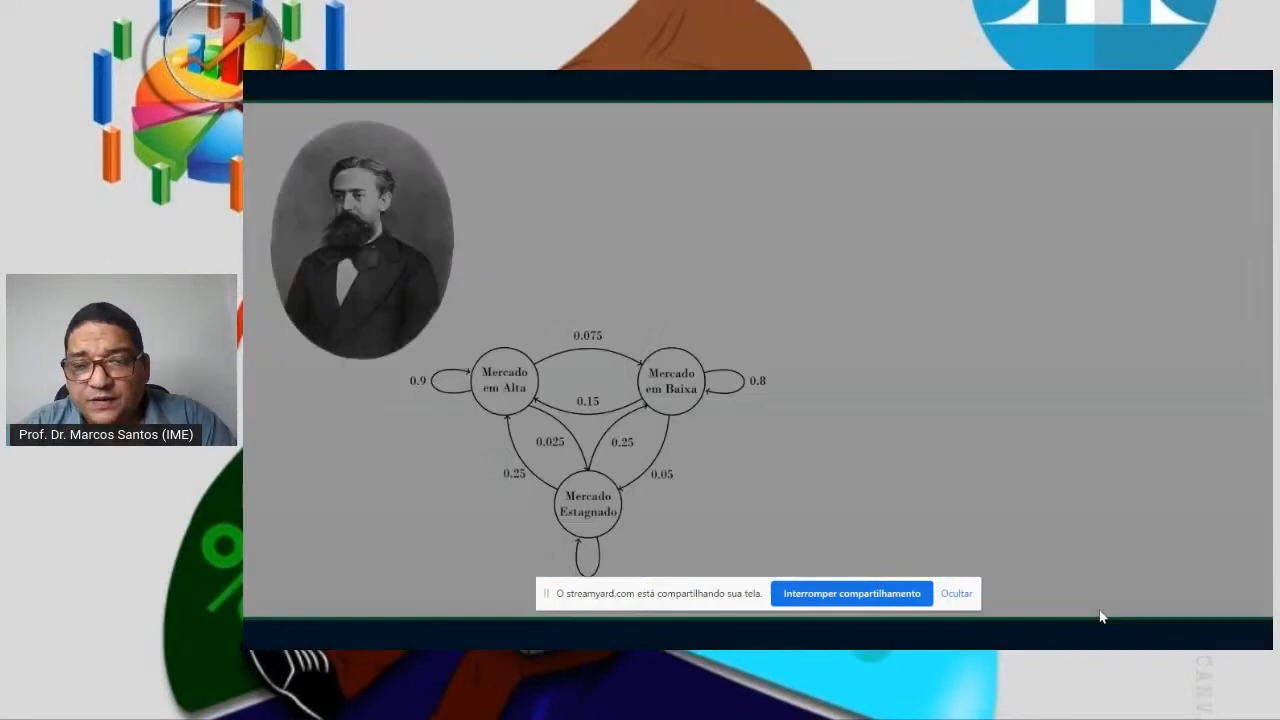 0.075
0.9
Mercado
em Alta
Mercado
em Baixa
0.8
0.15
0.025
0.25
0.25
0.05
Mercado
Estagnado
Prof. Dr. Marcos Santos (IME)
O streamyard.com está compartilhando sua tela.
Interromper compartilhamento
Ocultar
%
CANV